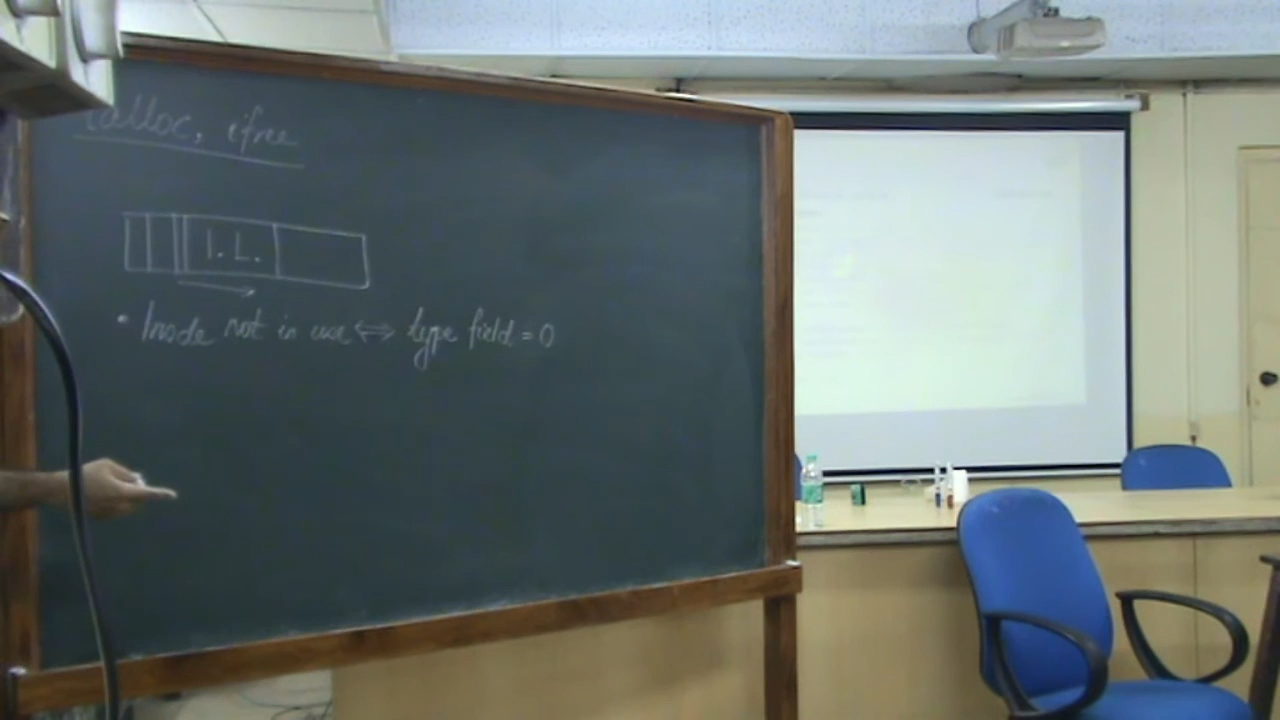 ialloc, ifree
I.L.
• Inode not in use ⇔ type field = 0